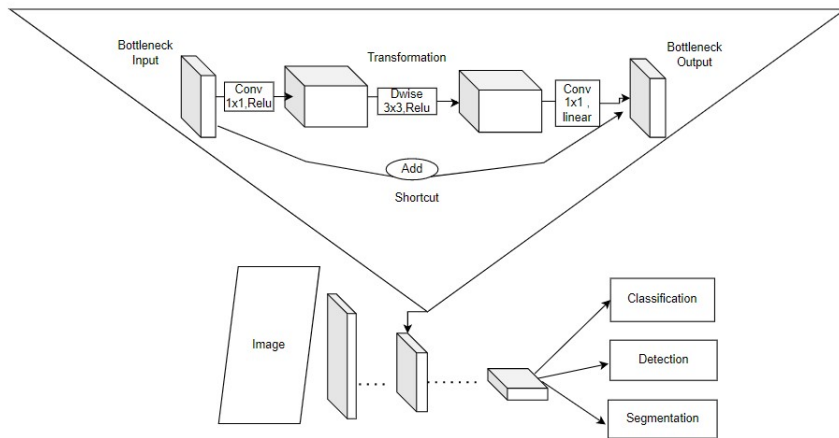 Bottleneck
Input
Transformation
Bottleneck
Output
Conv
1x1,Relu
Dwise
3x3,Relu
Conv
1x1 ,
linear
Add
Shortcut
Image
Classification
Detection
Segmentation